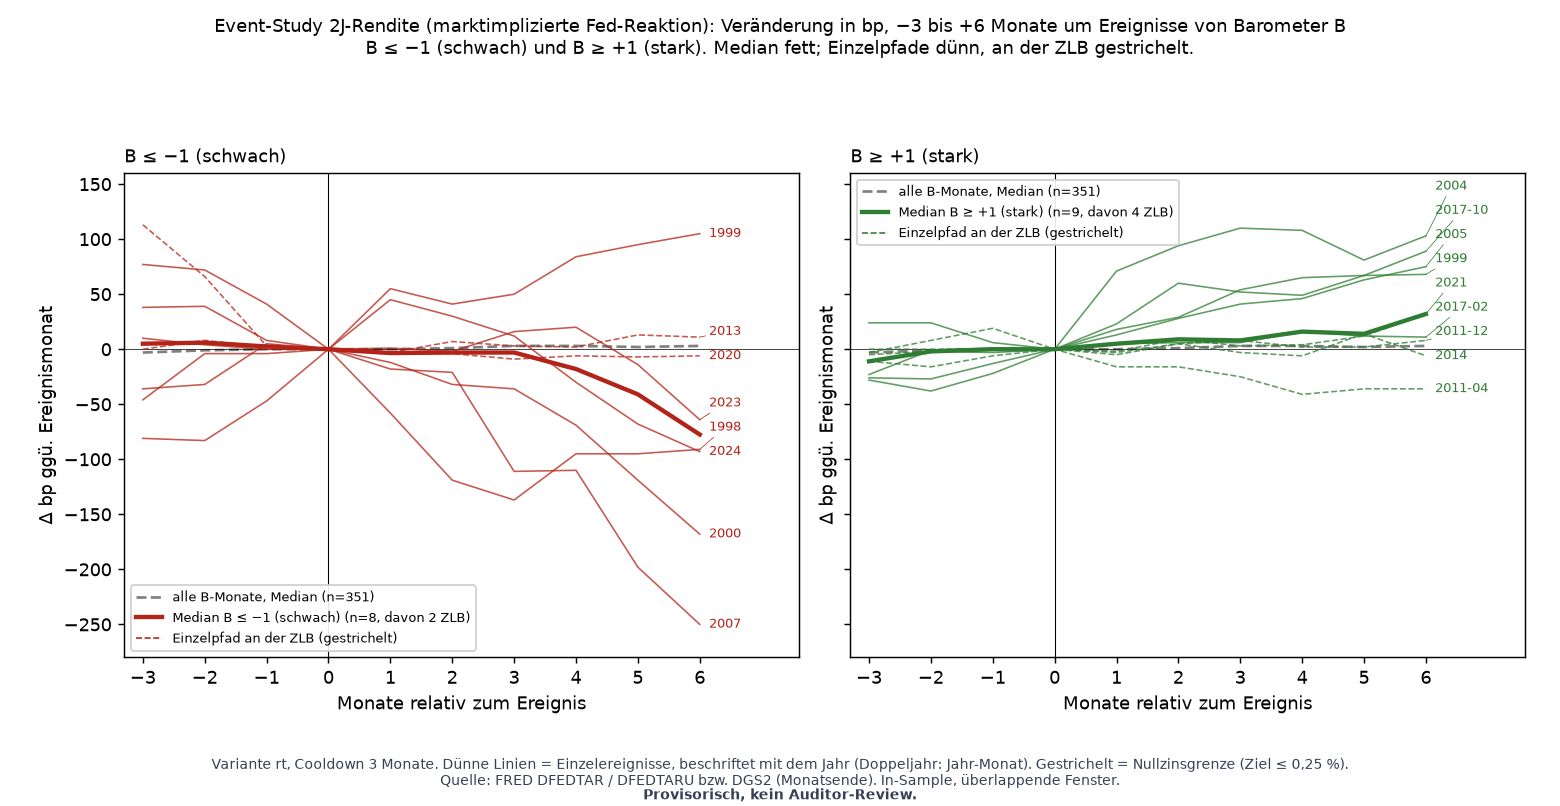 Event-Study 2J-Rendite (marktimplizierte Fed-Reaktion): Veränderung in bp, −3 bis +6 Monate um Ereignisse von Barometer B
B ≤ −1 (schwach) und B ≥ +1 (stark). Median fett; Einzelpfade dünn, an der ZLB gestrichelt.
B ≤ −1 (schwach)
150
100
50
0
−50
−100
−150
−200
−250
Δ bp ggü. Ereignismonat
1999
2013
2020
2023
1998
2024
2000
2007
alle B-Monate, Median (n=351)
Median B ≤ −1 (schwach) (n=8, davon 2 ZLB)
Einzelpfad an der ZLB (gestrichelt)
−3 −2 −1 0 1 2 3 4 5 6
Monate relativ zum Ereignis
B ≥ +1 (stark)
alle B-Monate, Median (n=351)
Median B ≥ +1 (stark) (n=9, davon 4 ZLB)
Einzelpfad an der ZLB (gestrichelt)
Δ bp ggü. Ereignismonat
2004
2017-10
2005
1999
2021
2017-02
2011-12
2014
2011-04
−3 −2 −1 0 1 2 3 4 5 6
Monate relativ zum Ereignis
Variante rt, Cooldown 3 Monate. Dünne Linien = Einzelereignisse, beschriftet mit dem Jahr (Doppeljahr: Jahr-Monat). Gestrichelt = Nullzinsgrenze (Ziel ≤ 0,25 %).
Quelle: FRED DFEDTAR / DFEDTARU bzw. DGS2 (Monatsende). In-Sample, überlappende Fenster.
Provisorisch, kein Auditor-Review.